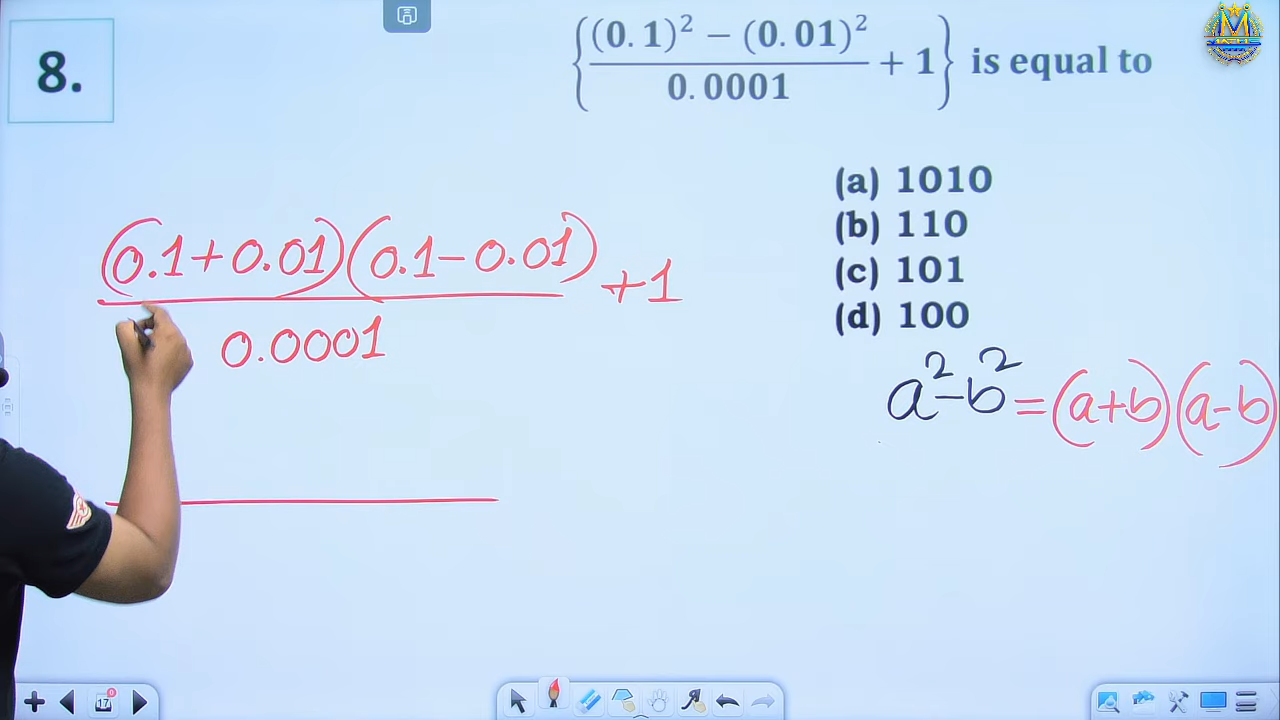 8.
{((0.1)² − (0.01)²)/0.0001 + 1} is equal to
(a) 1010
(b) 110
(c) 101
(d) 100
(0.1+0.01)(0.1−0.01)
+1
0.0001
a²−b²=(a+b)(a−b)
17